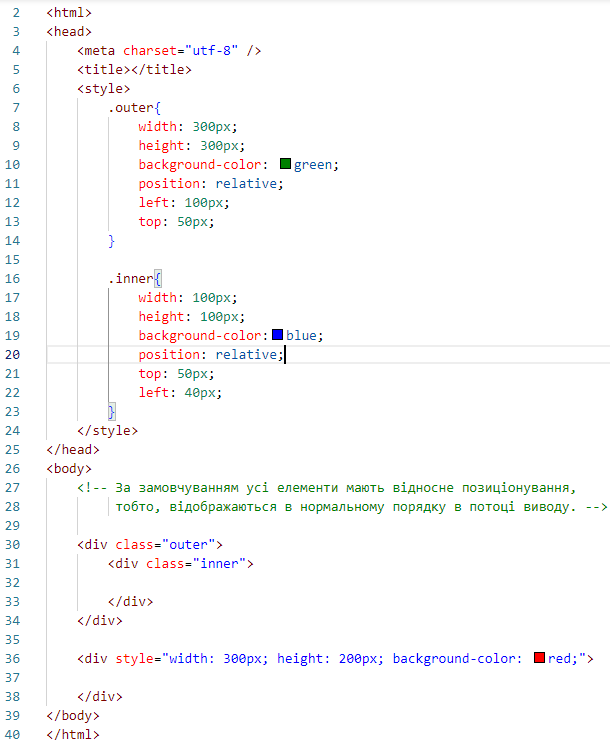 2 <html>
3 <head>
4 <meta charset="utf-8" />
5 <title></title>
6 <style>
7 .outer{
8 width: 300px;
9 height: 300px;
10 background-color: green;
11 position: relative;
12 left: 100px;
13 top: 50px;
14 }
15
16 .inner{
17 width: 100px;
18 height: 100px;
19 background-color: blue;
20 position: relative;
21 top: 50px;
22 left: 40px;
23 }
24 </style>
25 </head>
26 <body>
27 <!-- За замовчуванням усі елементи мають відносне позиціонування,
28 тобто, відображаються в нормальному порядку в потоці виводу. -->
29
30 <div class="outer">
31 <div class="inner">
32
33 </div>
34 </div>
35
36 <div style="width: 300px; height: 200px; background-color: red;">
37
38 </div>
39 </body>
40 </html>